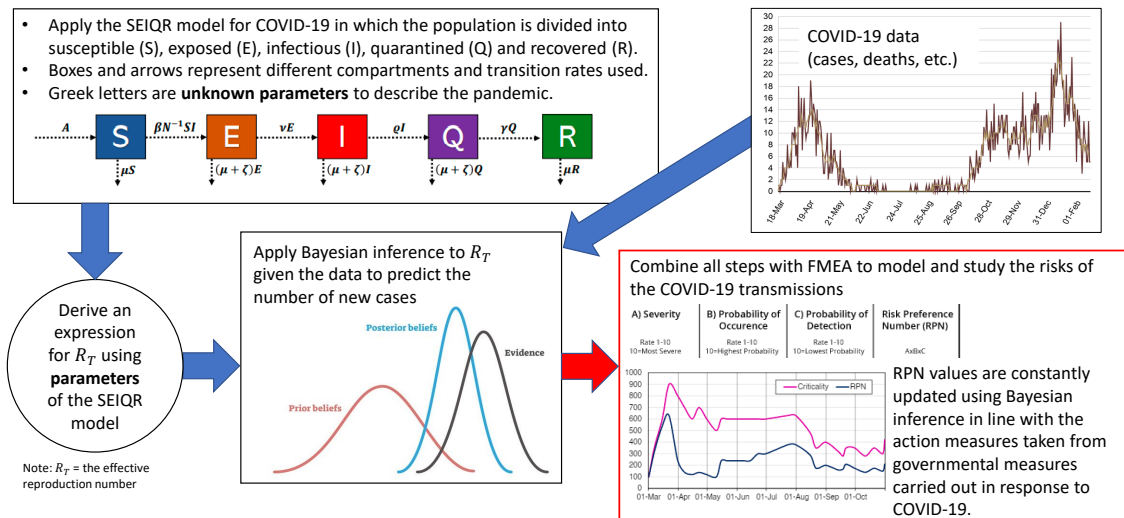 • Apply the SEIQR model for COVID-19 in which the population is divided into
susceptible (S), exposed (E), infectious (I), quarantined (Q) and recovered (R).
• Boxes and arrows represent different compartments and transition rates used.
• Greek letters are unknown parameters to describe the pandemic.
A S βN⁻¹SI E νE I ϱI Q γQ R
μS (μ + ζ)E (μ + ζ)I (μ + ζ)Q μR
COVID-19 data
(cases, deaths, etc.)
30
28
26
24
22
20
18
16
14
12
10
8
6
4
2
0
18-Mar 19-Apr 21-May 22-Jun 24-Jul 25-Aug 26-Sep 28-Oct 29-Nov 31-Dec 01-Feb
Derive an
expression
for R_T using
parameters
of the SEIQR
model
Note: R_T = the effective
reproduction number
Apply Bayesian inference to R_T
given the data to predict the
number of new cases
Posterior beliefs
Evidence
Prior beliefs
Combine all steps with FMEA to model and study the risks of
the COVID-19 transmissions
A) Severity
Rate 1-10
10=Most Severe
B) Probability of
Occurence
Rate 1-10
10=Highest Probability
C) Probability of
Detection
Rate 1-10
10=Lowest Probability
Risk Preference
Number (RPN)
AxBxC
Criticality RPN
1000
900
800
700
600
500
400
300
200
100
0
01-Mar 01-Apr 01-May 01-Jun 01-Jul 01-Aug 01-Sep 01-Oct
RPN values are constantly
updated using Bayesian
inference in line with the
action measures taken from
governmental measures
carried out in response to
COVID-19.